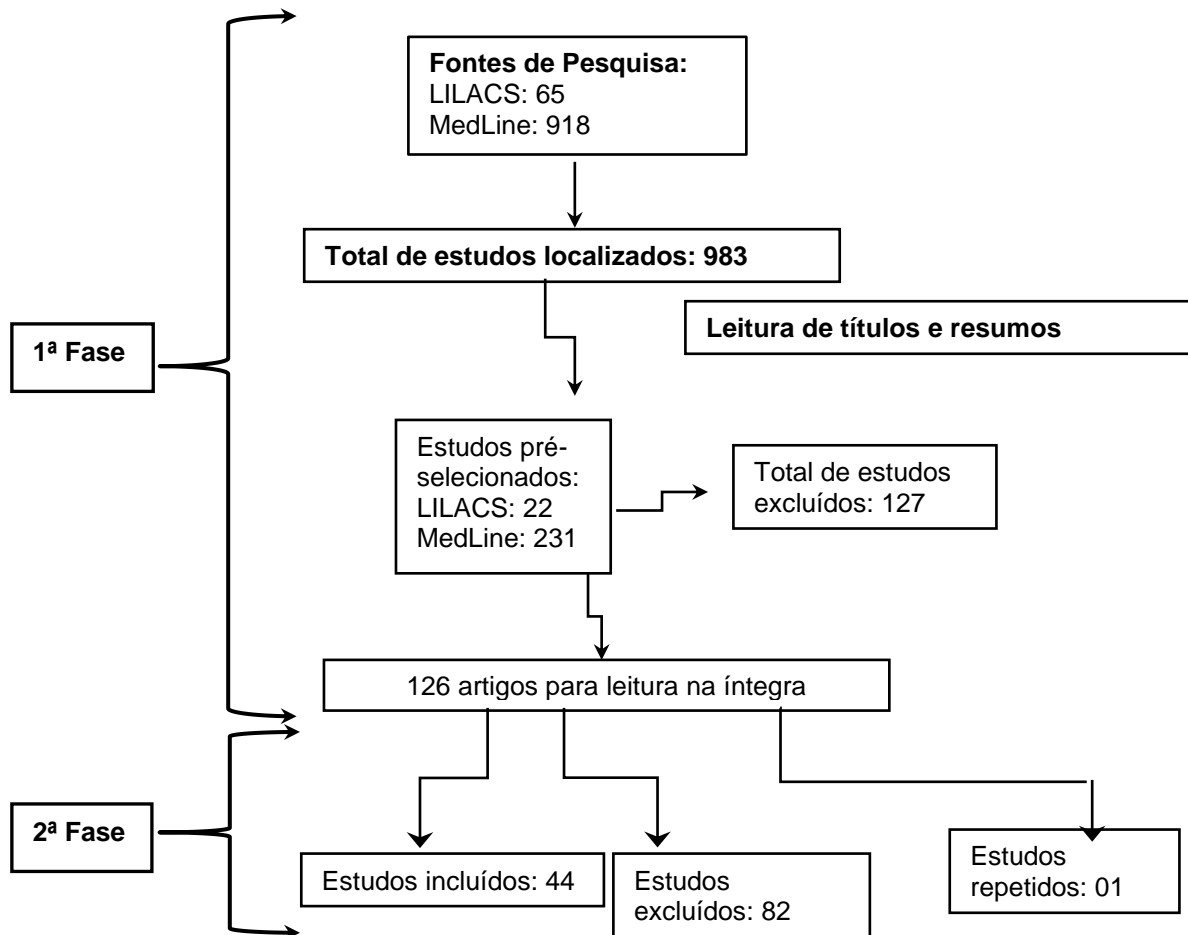 Fontes de Pesquisa:
LILACS: 65
MedLine: 918
Total de estudos localizados: 983
Leitura de títulos e resumos
1ª Fase
Estudos pré-
selecionados:
LILACS: 22
MedLine: 231
Total de estudos
excluídos: 127
126 artigos para leitura na íntegra
2ª Fase
Estudos incluídos: 44
Estudos
excluídos: 82
Estudos
repetidos: 01